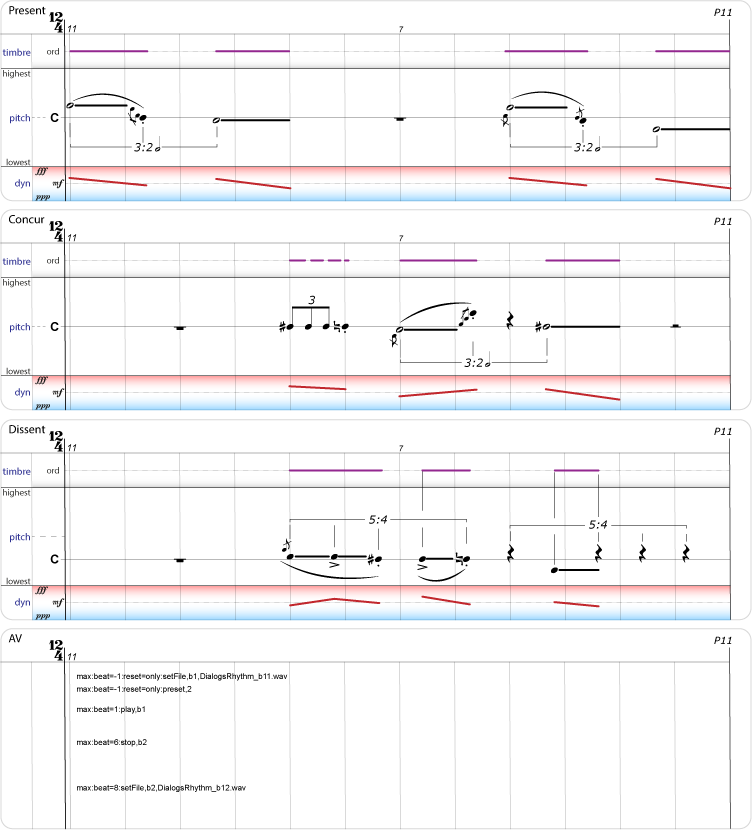 Present
P11
12
4
11
7
timbre
ord
highest
pitch
C
3:2
3:2
lowest
fff
dyn
mf
ppp
Concur
P11
12
4
11
7
timbre
ord
highest
3
pitch
C
3:2
lowest
fff
dyn
mf
ppp
Dissent
P11
12
4
11
7
timbre
ord
highest
5:4
5:4
pitch
C
lowest
fff
dyn
mf
ppp
AV
P11
12
4
11
max:beat=-1:reset=only:setFile,b1,DialogsRhythm_b11.wav
max:beat=-1:reset=only:preset,2
max:beat=1:play,b1
max:beat=6:stop,b2
max:beat=8:setFile,b2,DialogsRhythm_b12.wav